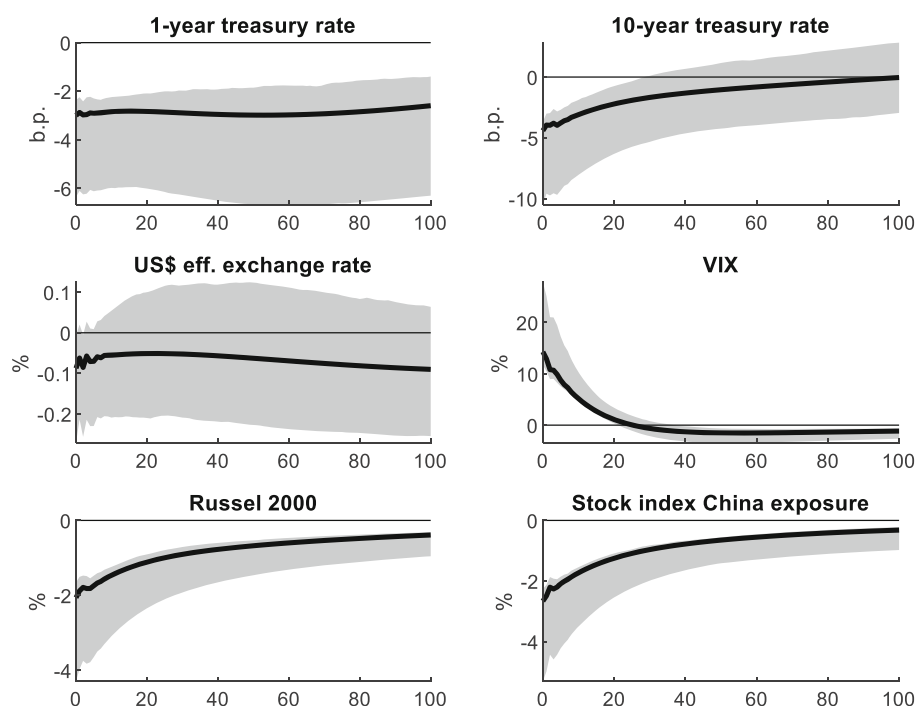 1-year treasury rate
0
-2
-4
-6
b.p.
0 20 40 60 80 100
10-year treasury rate
0
-5
-10
b.p.
0 20 40 60 80 100
US$ eff. exchange rate
0.1
0
-0.1
-0.2
%
0 20 40 60 80 100
VIX
20
10
0
%
0 20 40 60 80 100
Russel 2000
0
-2
-4
%
0 20 40 60 80 100
Stock index China exposure
0
-2
-4
%
0 20 40 60 80 100